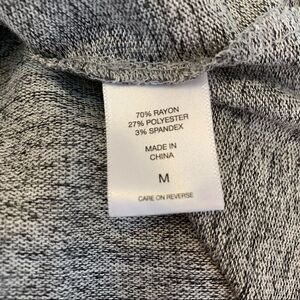 70% RAYON
27% POLYESTER
3% SPANDEX
MADE IN
CHINA
M
CARE ON REVERSE